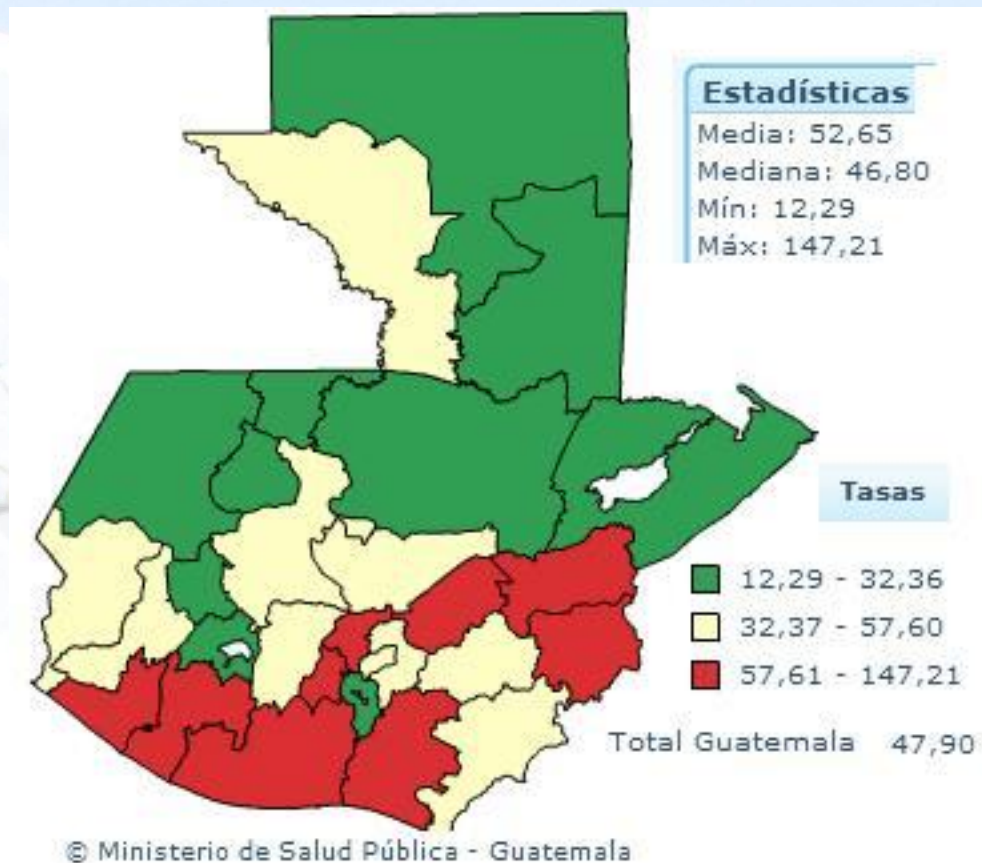 Estadísticas
Media: 52,65
Mediana: 46,80
Mín: 12,29
Máx: 147,21
Tasas
12,29 - 32,36
32,37 - 57,60
57,61 - 147,21
Total Guatemala 47,90
© Ministerio de Salud Pública - Guatemala